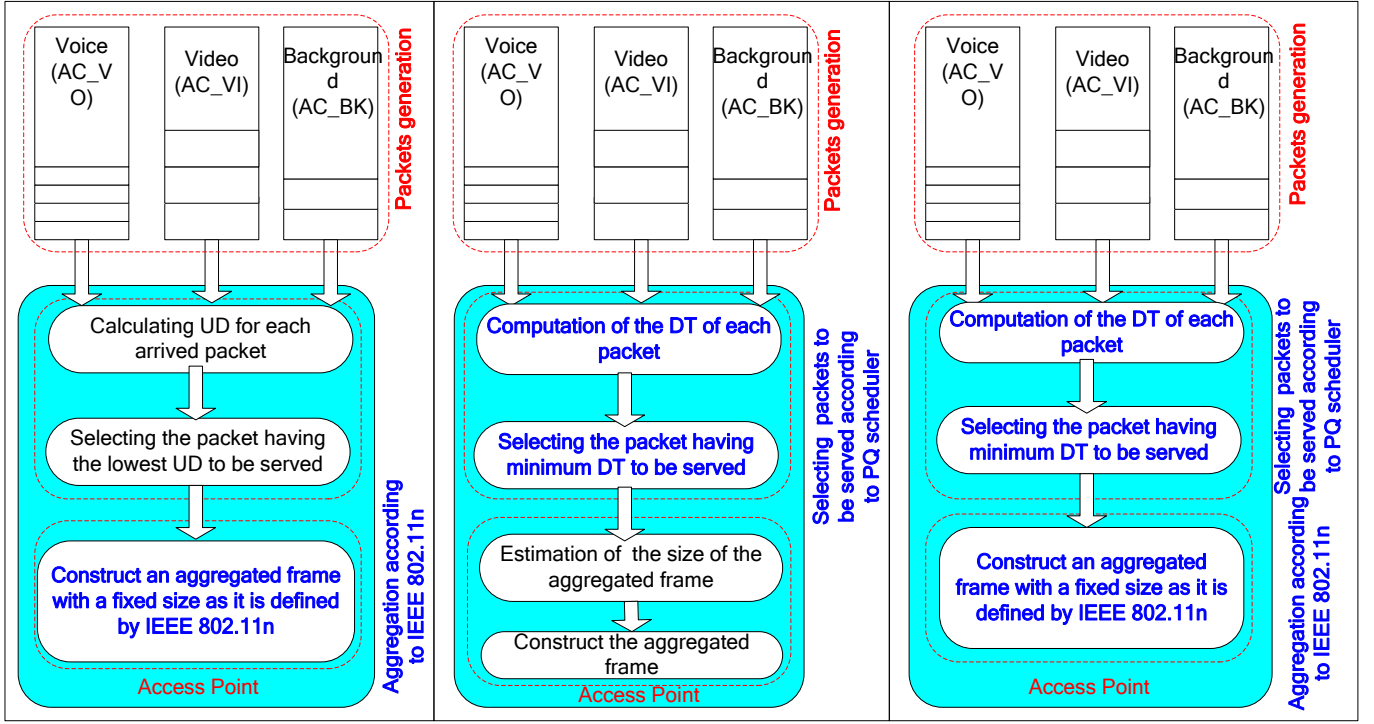 Voice
(AC_V
O)
Video
(AC_VI)
Backgroun
d
(AC_BK)
Packets generation
Calculating UD for each
arrived packet
Selecting the packet having
the lowest UD to be served
Construct an aggregated frame
with a fixed size as it is defined
by IEEE 802.11n
Aggregation according
to IEEE 802.11n
Access Point
Voice
(AC_V
O)
Video
(AC_VI)
Backgroun
d
(AC_BK)
Packets generation
Computation of the DT of each
packet
Selecting the packet having
minimum DT to be served
Selecting packets to
be served according
to PQ scheduler
Estimation of the size of the
aggregated frame
Construct the aggregated
frame
Access Point
Voice
(AC_V
O)
Video
(AC_VI)
Backgroun
d
(AC_BK)
Packets generation
Computation of the DT of each
packet
Selecting the packet having
minimum DT to be served
Selecting packets to
be served according
to PQ scheduler
Construct an aggregated
frame with a fixed size as it is
defined by IEEE 802.11n
Aggregation according
to IEEE 802.11n
Access Point